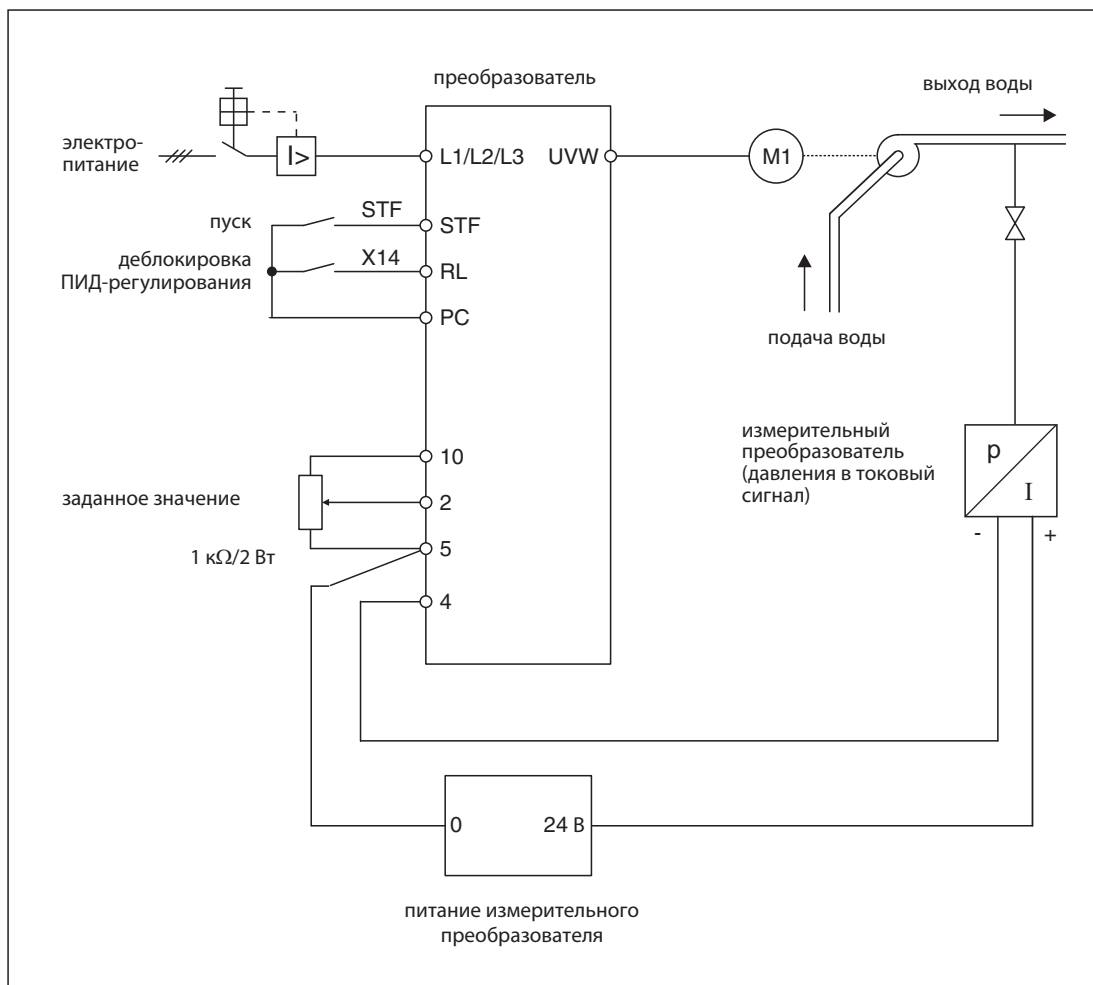 преобразователь
выход воды
электро-
питание
I>
L1/L2/L3
UVW
M1
пуск
STF
STF
деблокировка
ПИД-регулирования
X14
RL
PC
подача воды
10
заданное значение
2
1 кΩ/2 Вт
5
4
измерительный
преобразователь
(давления в токовый
сигнал)
p
I
-
+
0
24 В
питание измерительного
преобразователя